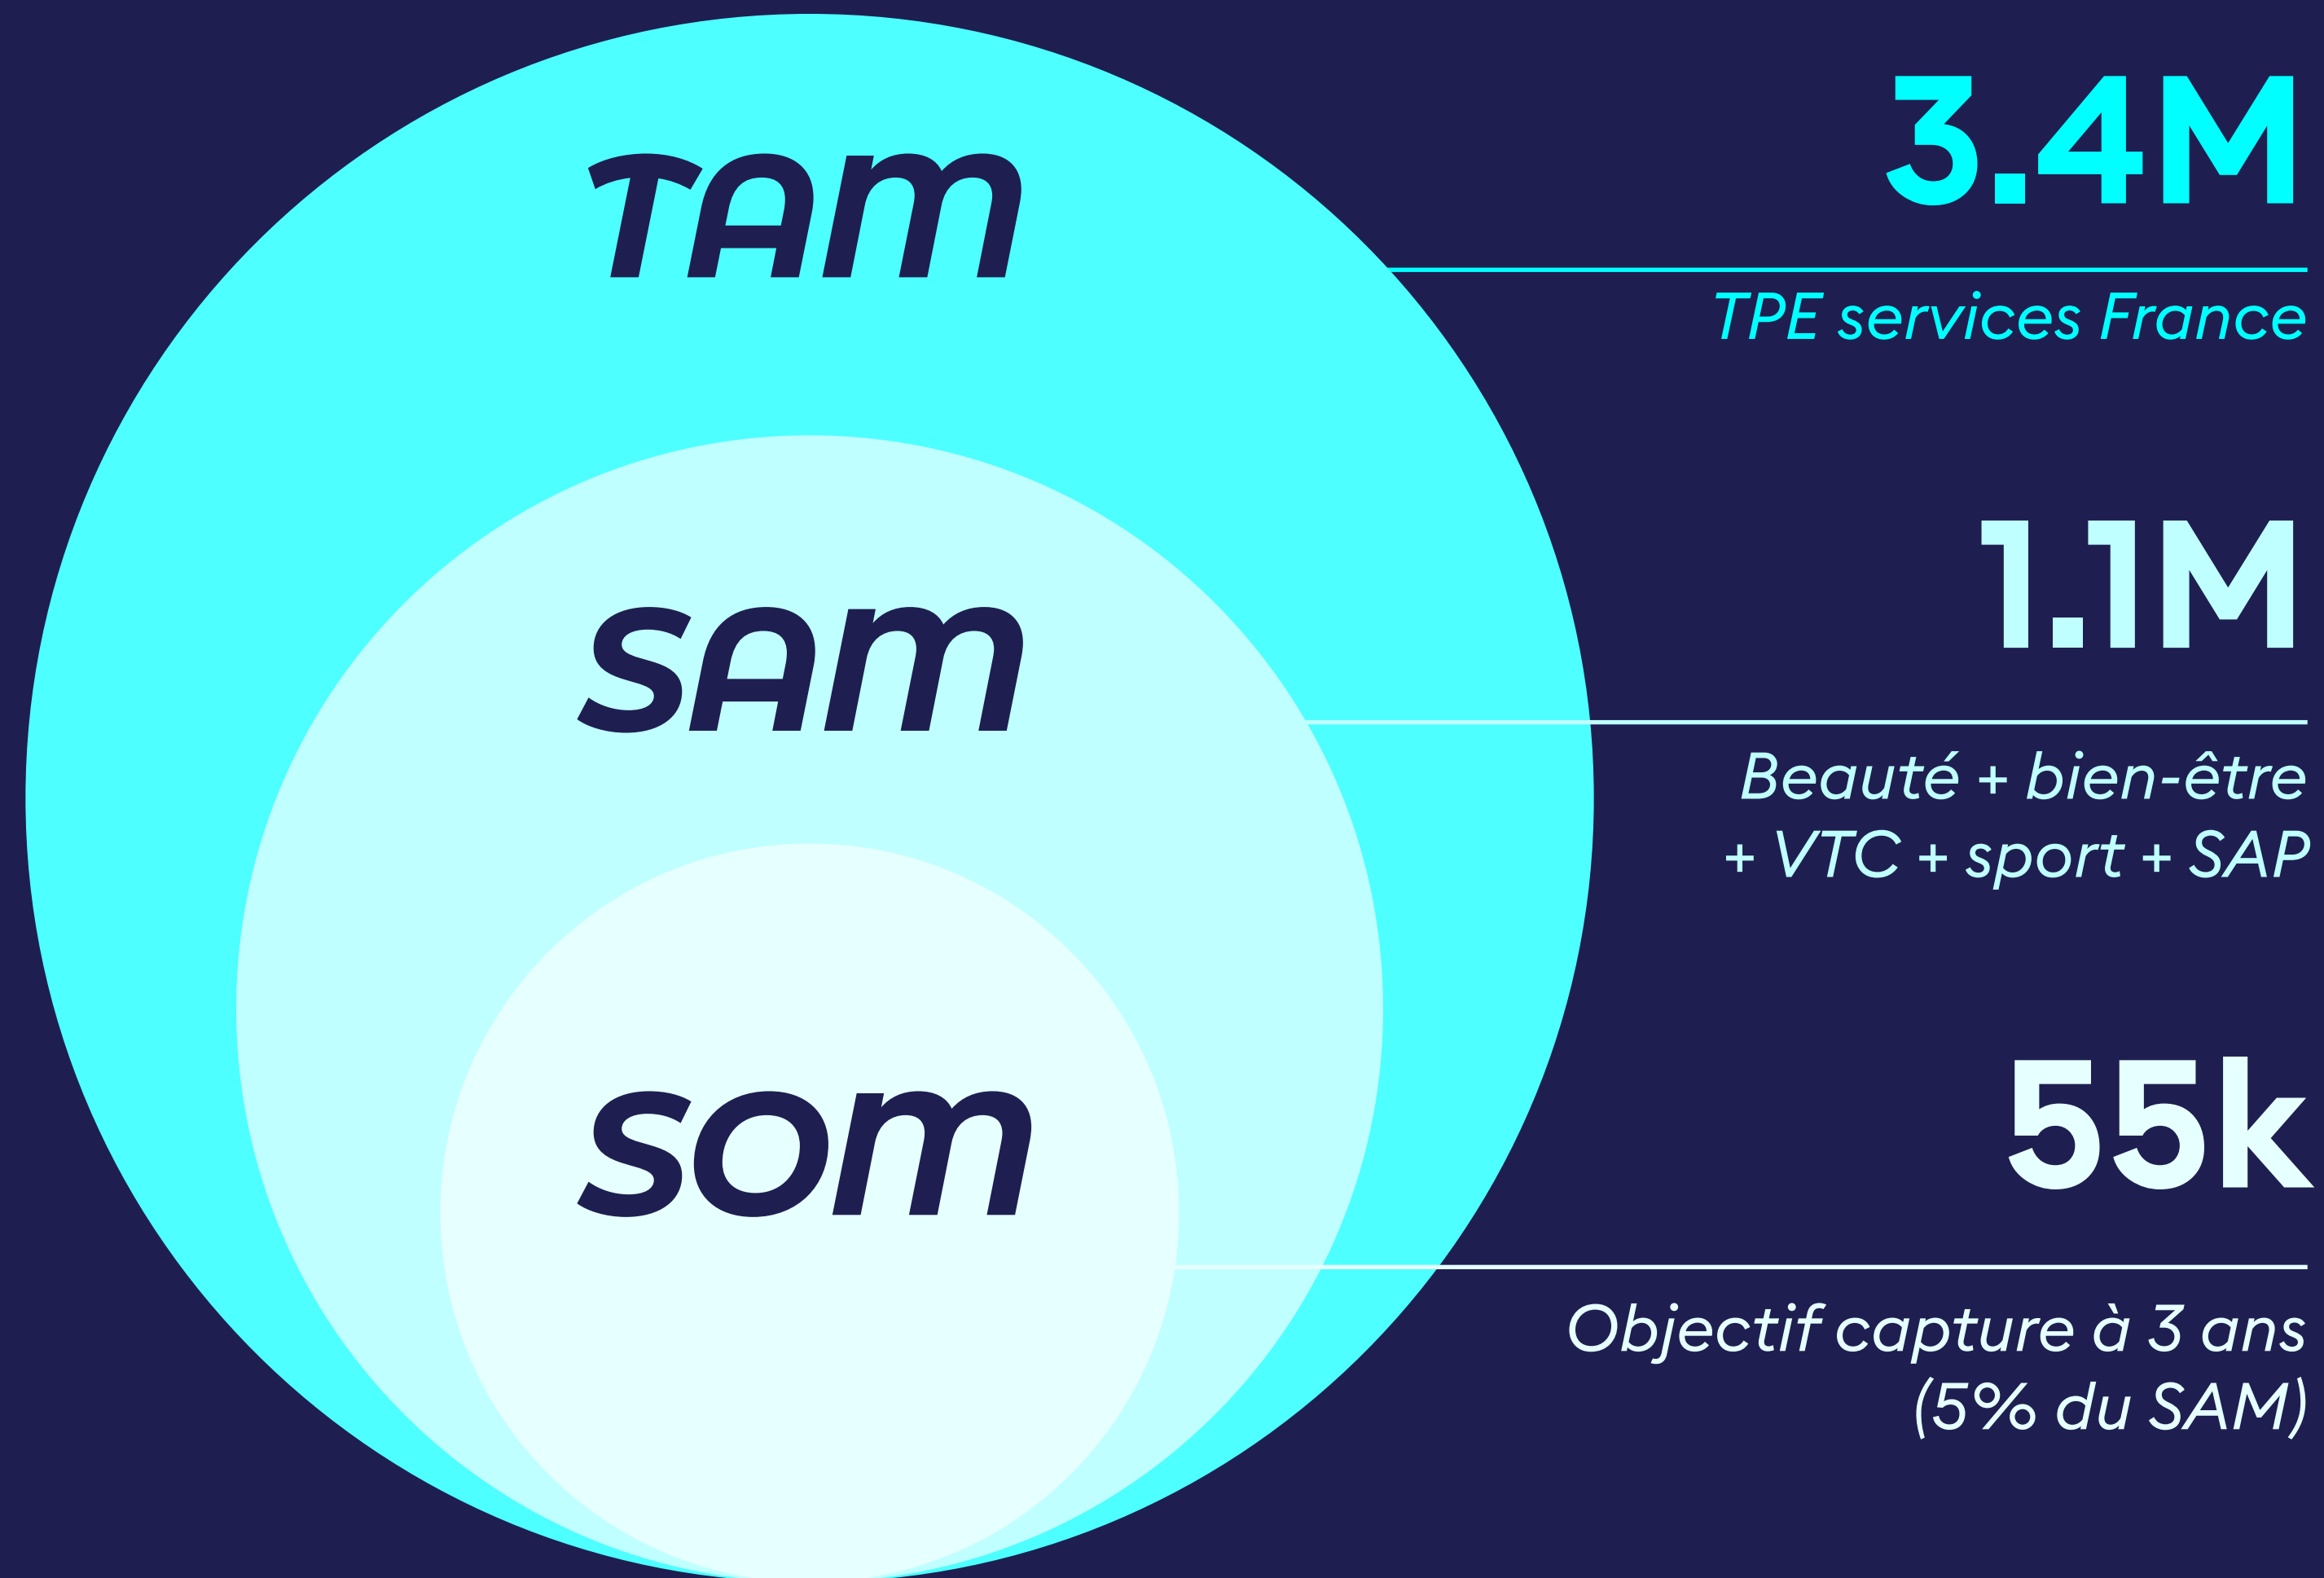 TAM
3.4M
TPE services France
SAM
1.1M
Beauté + bien-être
+ VTC + sport + SAP
SOM
55k
Objectif capture à 3 ans
(5% du SAM)